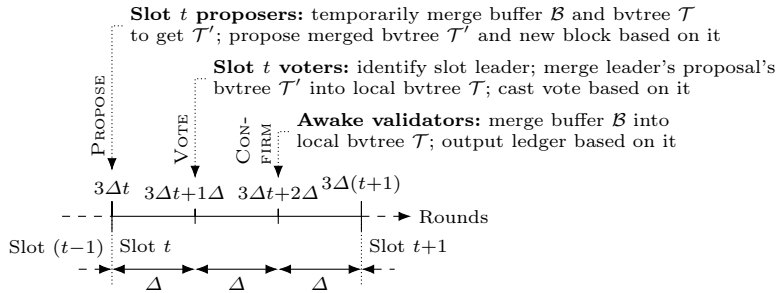 Slot t proposers: temporarily merge buffer ℬ and bvtree 𝒯
to get 𝒯′; propose merged bvtree 𝒯′ and new block based on it
Slot t voters: identify slot leader; merge leader's proposal's
bvtree 𝒯′ into local bvtree 𝒯; cast vote based on it
Awake validators: merge buffer ℬ into
local bvtree 𝒯; output ledger based on it
PROPOSE
VOTE
CON-
FIRM
3Δt 3Δt+1Δ 3Δt+2Δ 3Δ(t+1)
Rounds
Slot (t−1) Slot t Slot t+1
Δ Δ Δ